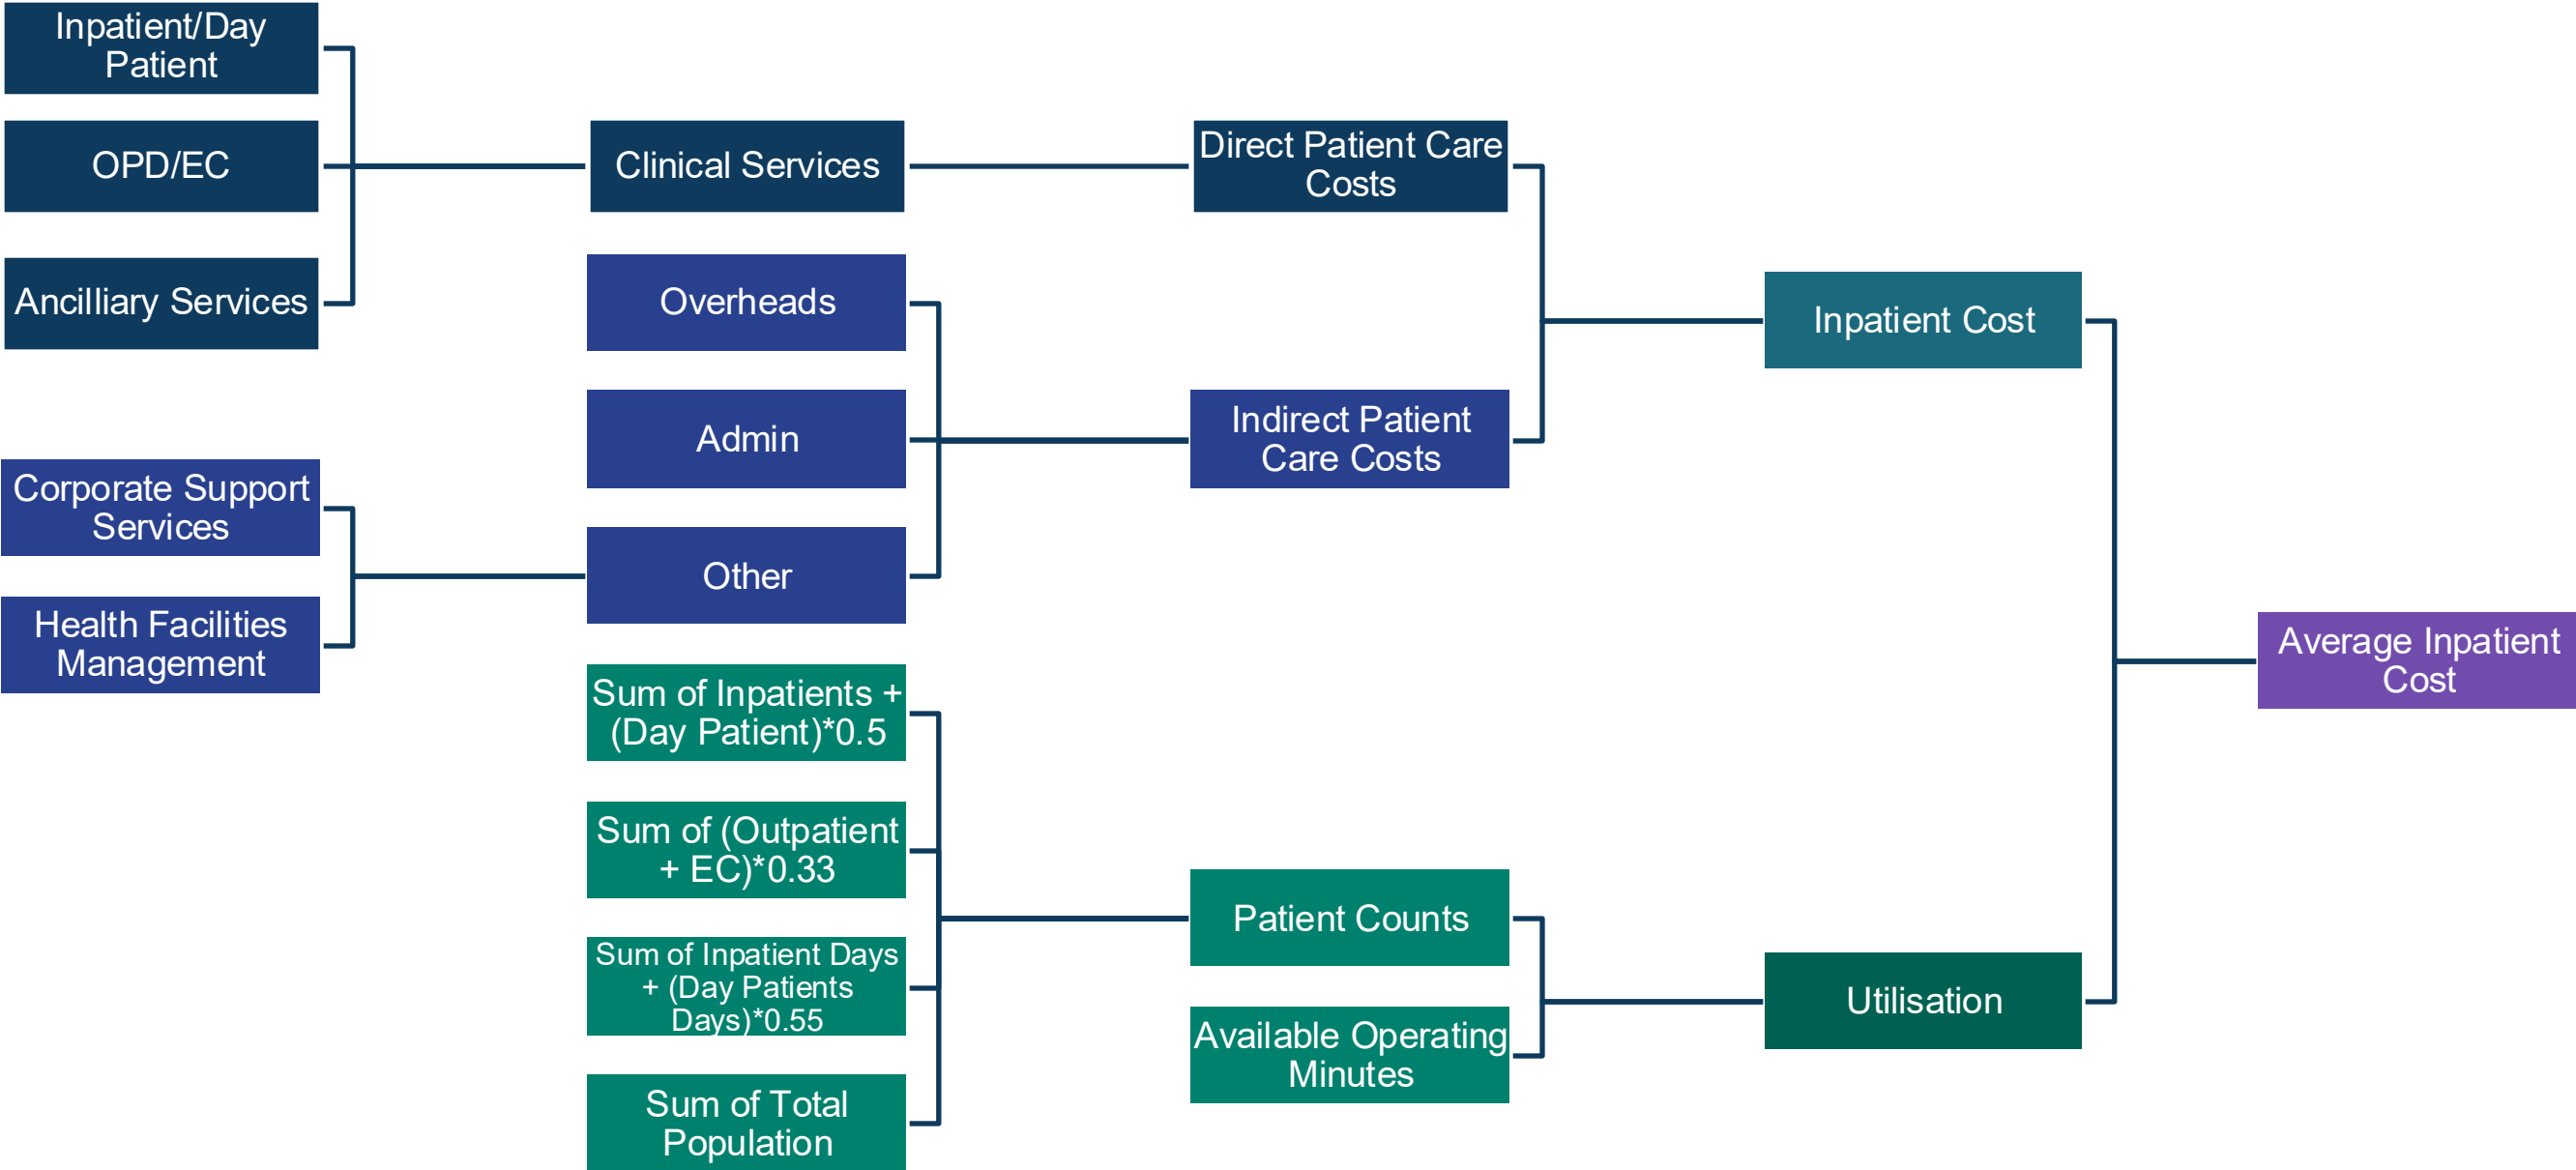 Inpatient/Day
Patient
OPD/EC
Ancilliary Services
Corporate Support
Services
Health Facilities
Management
Clinical Services
Overheads
Admin
Other
Sum of Inpatients +
(Day Patient)*0.5
Sum of (Outpatient
+ EC)*0.33
Sum of Inpatient Days
+ (Day Patients
Days)*0.55
Sum of Total
Population
Direct Patient Care
Costs
Indirect Patient
Care Costs
Patient Counts
Available Operating
Minutes
Inpatient Cost
Utilisation
Average Inpatient
Cost